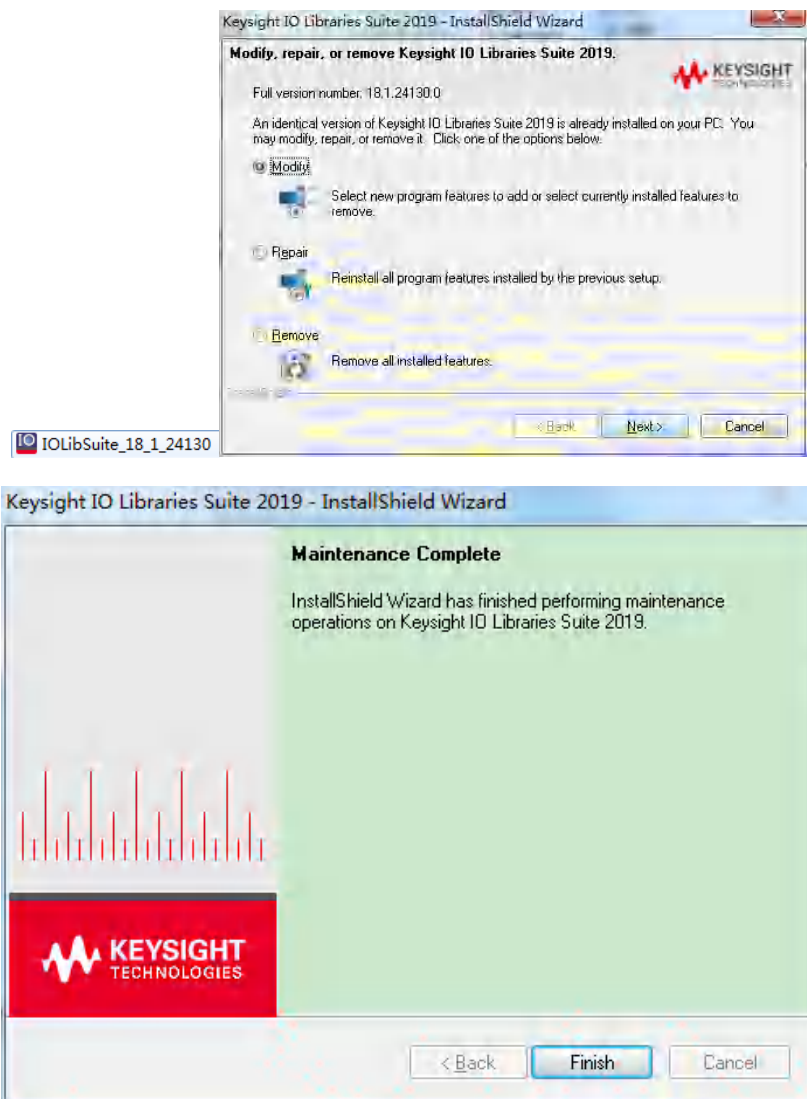 Keysight IO Libraries Suite 2019 - InstallShield Wizard
Modify, repair, or remove Keysight IO Libraries Suite 2019.
KEYSIGHT
TECHNOLOGIES
Full version number: 18.1.24130.0
An identical version of Keysight IO Libraries Suite 2019 is already installed on your PC. You
may modify, repair, or remove it. Click one of the options below.
Modify
Select new program features to add or select currently installed features to
remove.
Repair
Reinstall all program features installed by the previous setup.
Remove
Remove all installed features.
< Back
Next >
Cancel
IO
IOLibSuite_18_1_24130
Keysight IO Libraries Suite 2019 - InstallShield Wizard
Maintenance Complete
InstallShield Wizard has finished performing maintenance
operations on Keysight IO Libraries Suite 2019.
KEYSIGHT
TECHNOLOGIES
< Back
Finish
Cancel